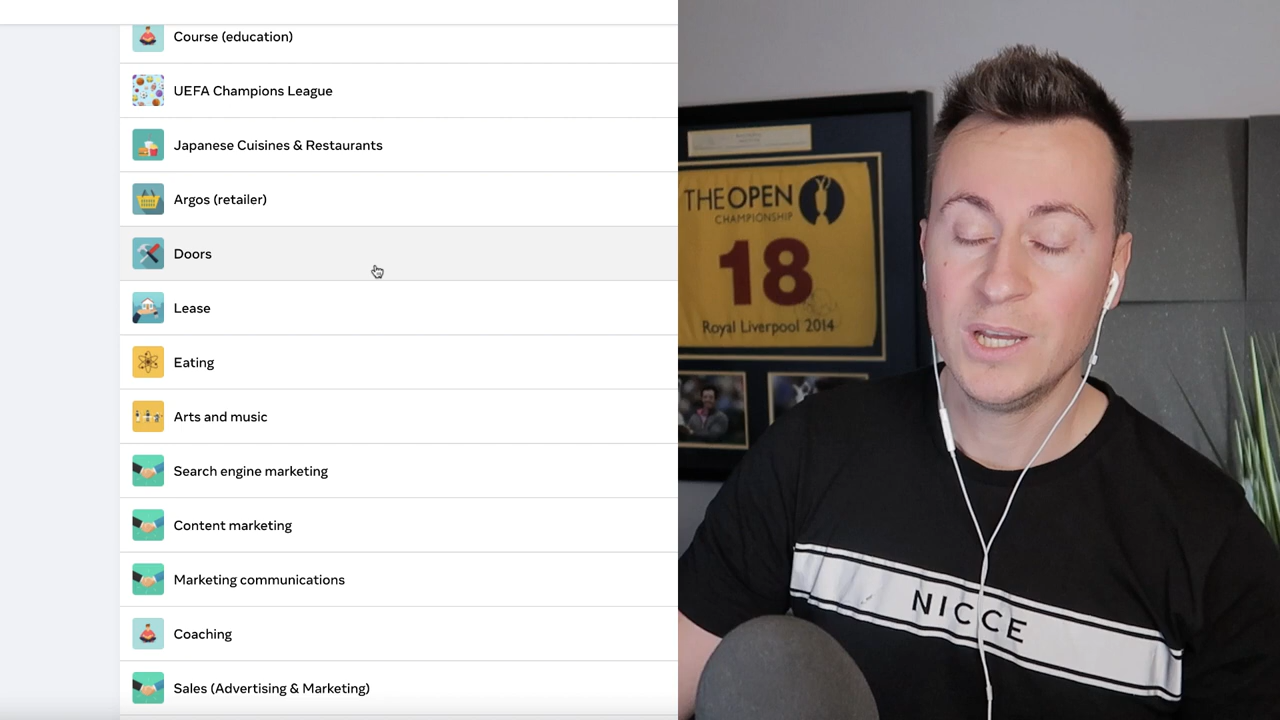 Course (education)
UEFA Champions League
Japanese Cuisines & Restaurants
Argos (retailer)
Doors
Lease
Eating
Arts and music
Search engine marketing
Content marketing
Marketing communications
Coaching
Sales (Advertising & Marketing)
THE OPEN
CHAMPIONSHIP
18
Royal Liverpool 2014
NICCE